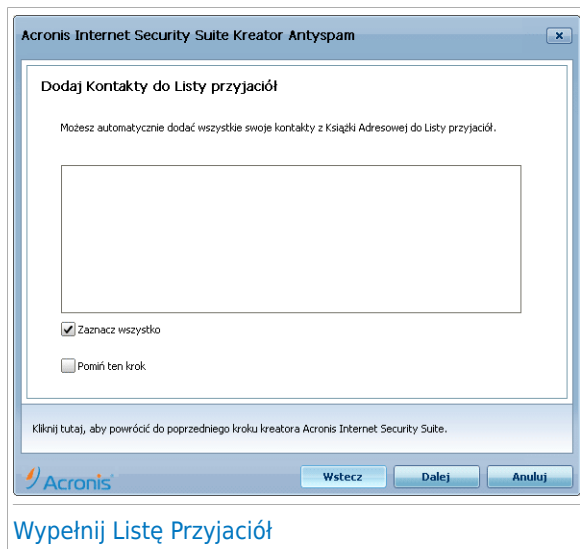 Acronis Internet Security Suite Kreator Antyspam
Dodaj Kontakty do Listy przyjaciół
Możesz automatycznie dodać wszystkie swoje kontakty z Książki Adresowej do Listy przyjaciół.
Zaznacz wszystko
Pomiń ten krok
Kliknij tutaj, aby powrócić do poprzedniego kroku kreatora Acronis Internet Security Suite.
Acronis
Wstecz Dalej Anuluj
Wypełnij Listę Przyjaciół